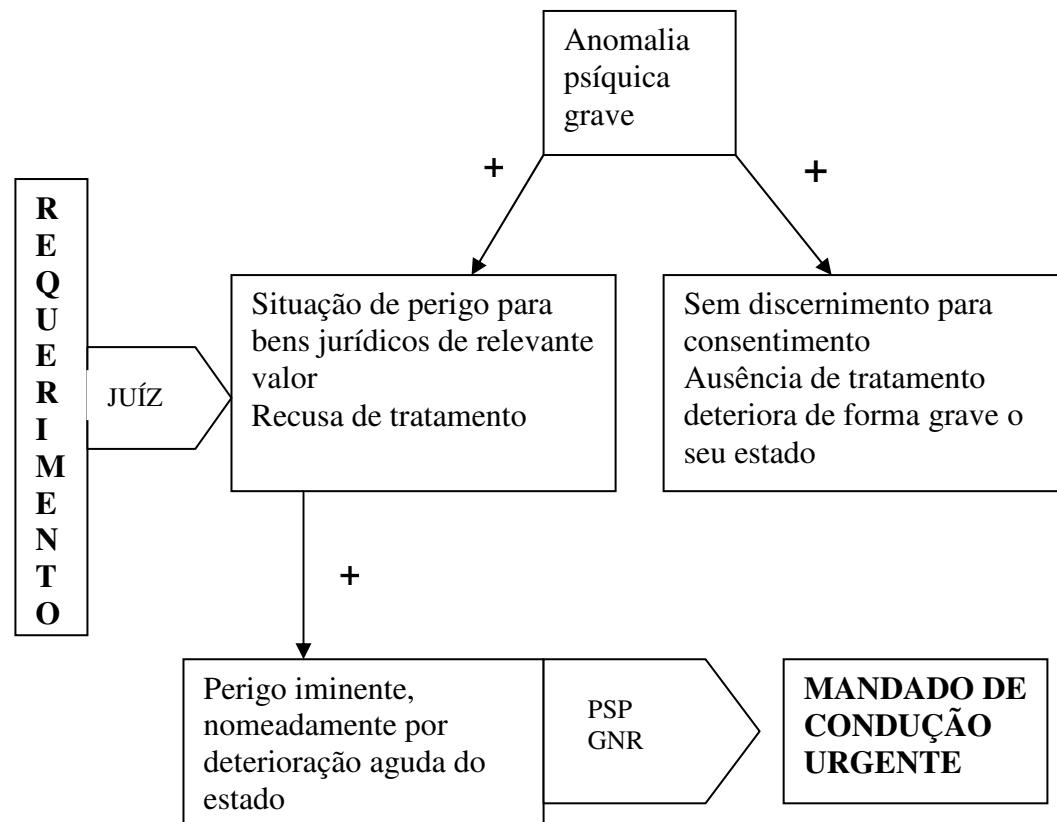 Anomalia
psíquica
grave
+
+
REQUERIMENTO
JUÍZ
Situação de perigo para
bens jurídicos de relevante
valor
Recusa de tratamento
Sem discernimento para
consentimento
Ausência de tratamento
deteriora de forma grave o
seu estado
+
Perigo iminente,
nomeadamente por
deterioração aguda do
estado
PSP
GNR
MANDADO DE
CONDUÇÃO
URGENTE